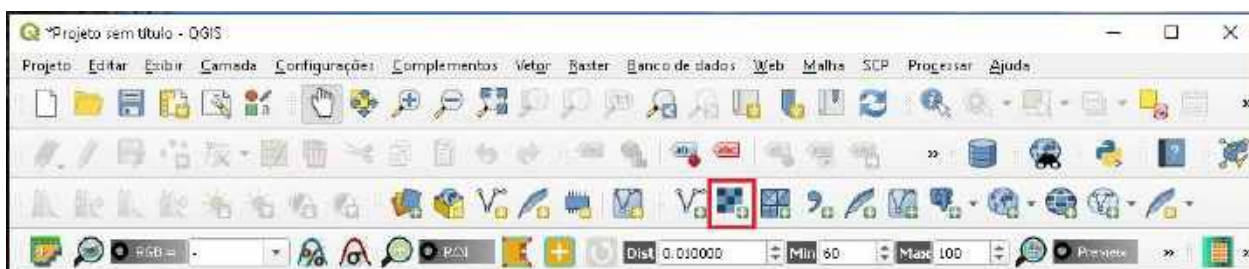 *Projeto sem título - QGIS
Projeto Editar Exibir Camada Configurações Complementos Vetor Raster Banco de dados Web Malha SCP Processar Ajuda
abc
RGB = - ROI Dist 0.010000 Min 60 Max 100 Preview